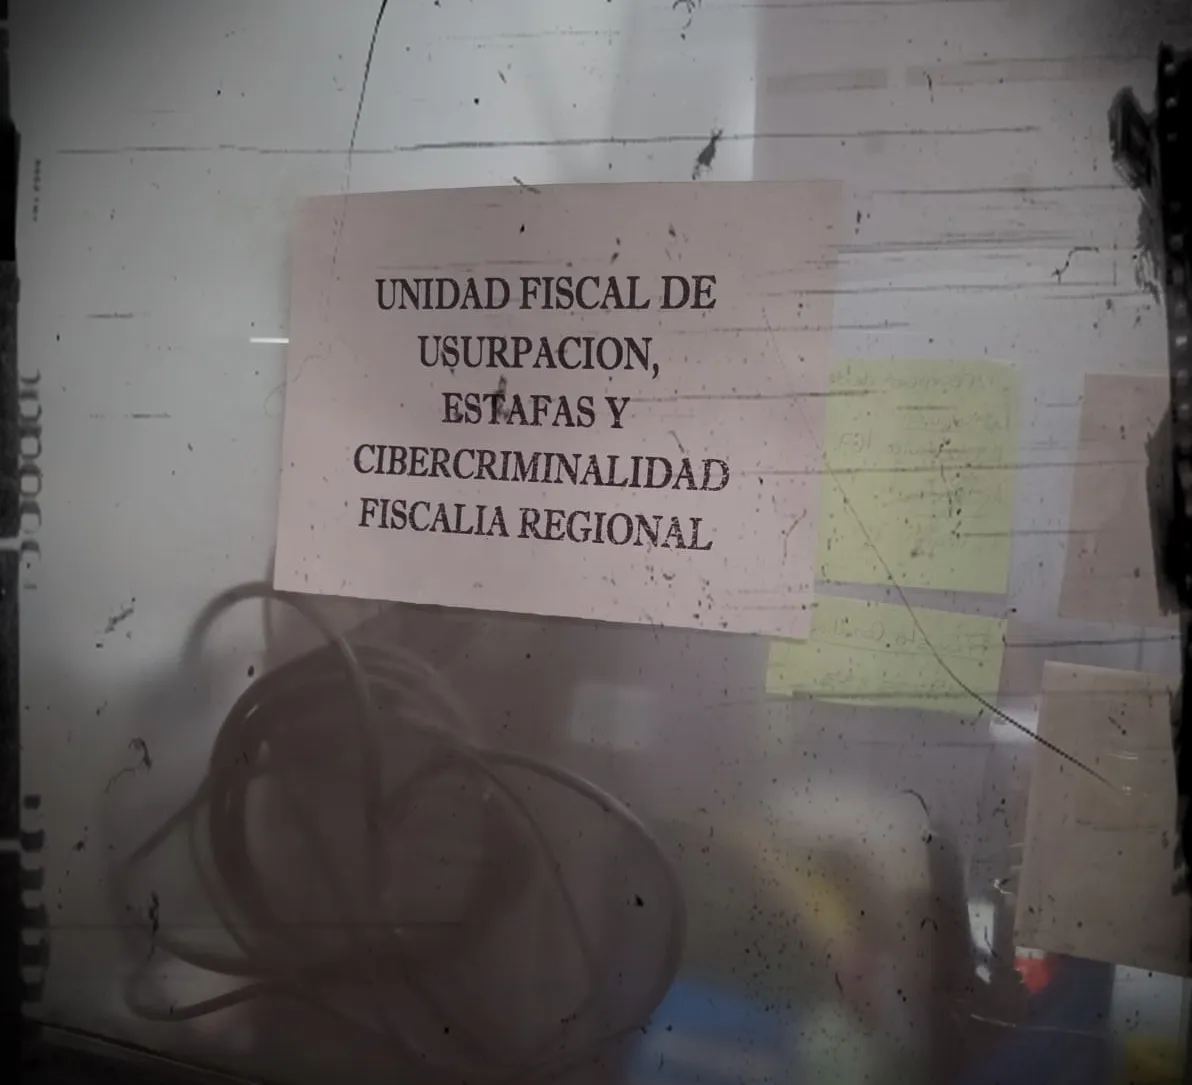 UNIDAD FISCAL DE
USURPACION,
ESTAFAS Y
CIBERCRIMINALIDAD
FISCALIA REGIONAL